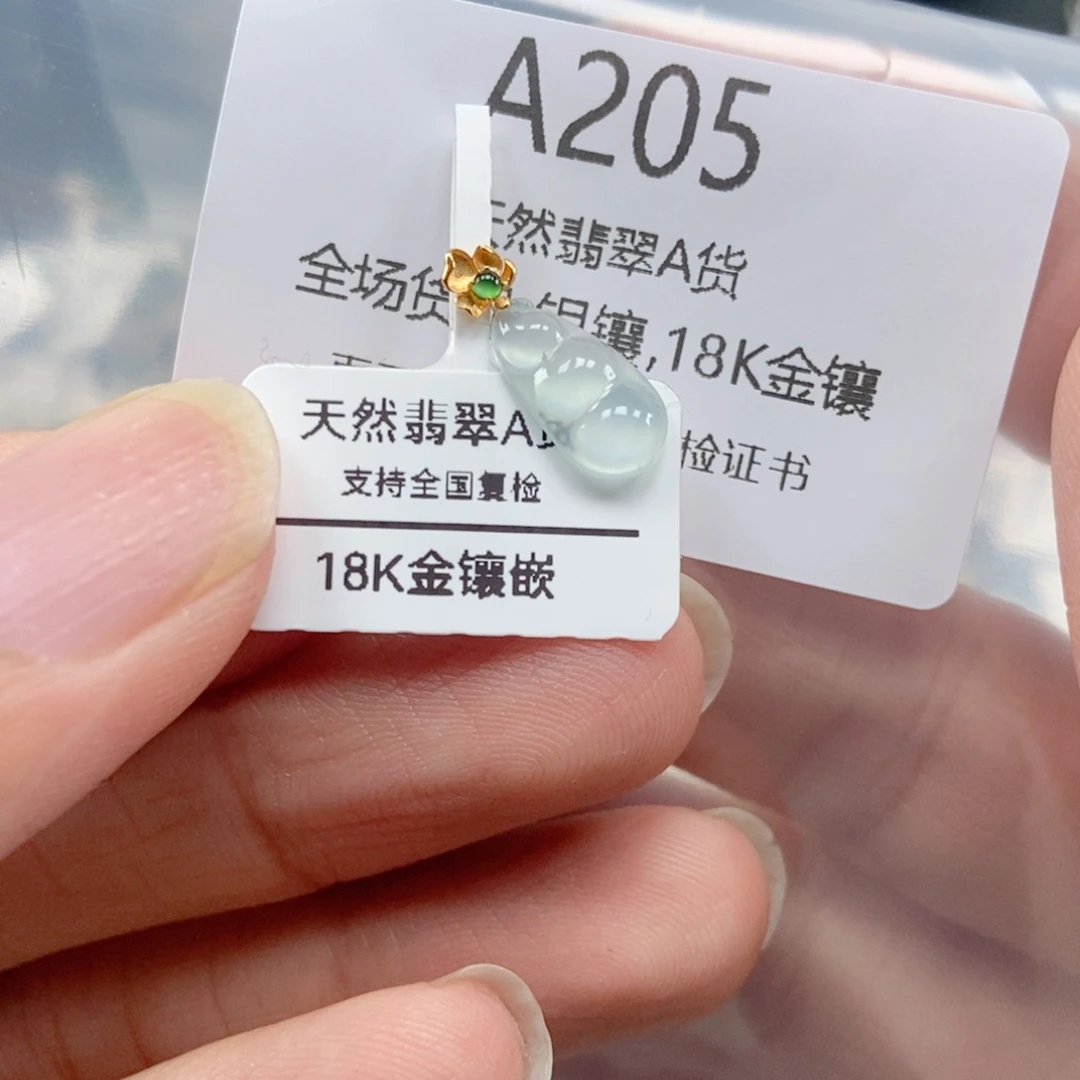 A205
天然翡翠A货
全场货 银镶,18K金镶
检证书
天然翡翠A货
支持全国复检
18K金镶嵌